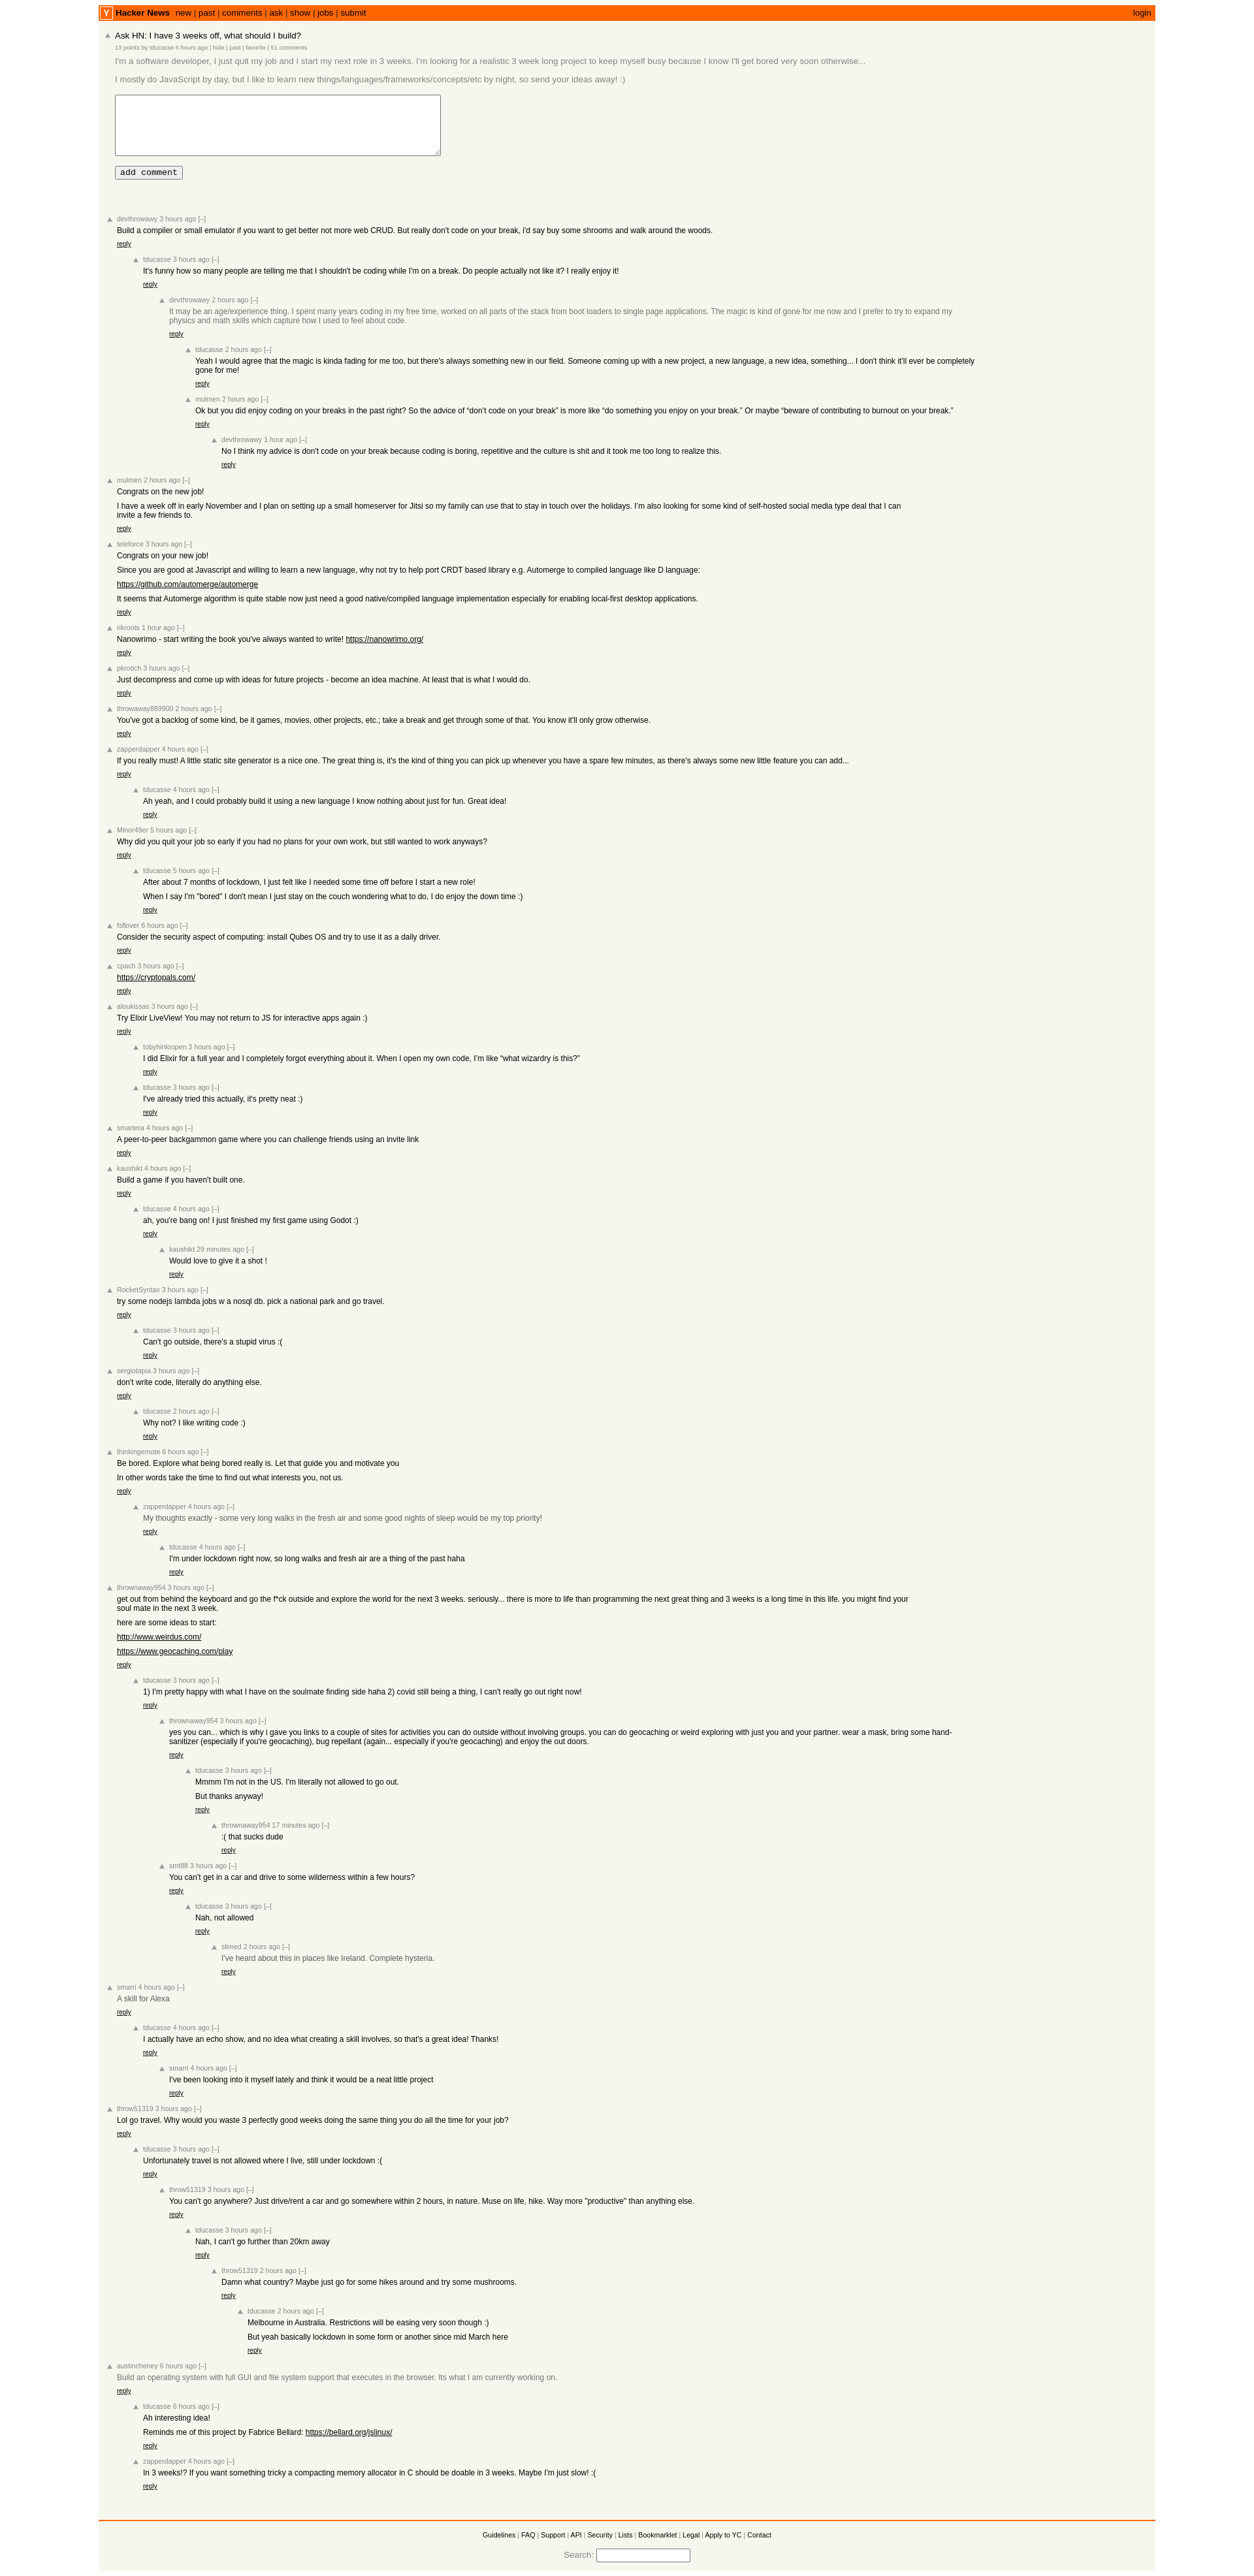 Y Hacker News new | past | comments | ask | show | jobs | submit login
Ask HN: I have 3 weeks off, what should I build?
13 points by tducasse 6 hours ago | hide | past | favorite | 51 comments
I'm a software developer, I just quit my job and I start my next role in 3 weeks. I'm looking for a realistic 3 week long project to keep myself busy because I know I'll get bored very soon otherwise...
I mostly do JavaScript by day, but I like to learn new things/languages/frameworks/concepts/etc by night, so send your ideas away! :)
add comment
devthrowawy 3 hours ago [–]
Build a compiler or small emulator if you want to get better not more web CRUD. But really don't code on your break, i'd say buy some shrooms and walk around the woods.
reply
tducasse 3 hours ago [–]
It's funny how so many people are telling me that I shouldn't be coding while I'm on a break. Do people actually not like it? I really enjoy it!
reply
devthrowawy 2 hours ago [–]
It may be an age/experience thing. I spent many years coding in my free time, worked on all parts of the stack from boot loaders to single page applications. The magic is kind of gone for me now and I prefer to try to expand my
physics and math skills which capture how I used to feel about code.
reply
tducasse 2 hours ago [–]
Yeah I would agree that the magic is kinda fading for me too, but there's always something new in our field. Someone coming up with a new project, a new language, a new idea, something... I don't think it'll ever be completely
gone for me!
reply
mulmen 2 hours ago [–]
Ok but you did enjoy coding on your breaks in the past right? So the advice of “don’t code on your break” is more like “do something you enjoy on your break.” Or maybe “beware of contributing to burnout on your break.”
reply
devthrowawy 1 hour ago [–]
No I think my advice is don't code on your break because coding is boring, repetitive and the culture is shit and it took me too long to realize this.
reply
mulmen 2 hours ago [–]
Congrats on the new job!
I have a week off in early November and I plan on setting up a small homeserver for Jitsi so my family can use that to stay in touch over the holidays. I’m also looking for some kind of self-hosted social media type deal that I can
invite a few friends to.
reply
teleforce 3 hours ago [–]
Congrats on your new job!
Since you are good at Javascript and willing to learn a new language, why not try to help port CRDT based library e.g. Automerge to compiled language like D language:
https://github.com/automerge/automerge
It seems that Automerge algorithm is quite stable now just need a good native/compiled language implementation especially for enabling local-first desktop applications.
reply
rikroots 1 hour ago [–]
Nanowrimo - start writing the book you've always wanted to write! https://nanowrimo.org/
reply
pkrotich 3 hours ago [–]
Just decompress and come up with ideas for future projects - become an idea machine. At least that is what I would do.
reply
throwaway889900 2 hours ago [–]
You've got a backlog of some kind, be it games, movies, other projects, etc.; take a break and get through some of that. You know it'll only grow otherwise.
reply
zapperdapper 4 hours ago [–]
If you really must! A little static site generator is a nice one. The great thing is, it's the kind of thing you can pick up whenever you have a spare few minutes, as there's always some new little feature you can add...
reply
tducasse 4 hours ago [–]
Ah yeah, and I could probably build it using a new language I know nothing about just for fun. Great idea!
reply
Minor49er 5 hours ago [–]
Why did you quit your job so early if you had no plans for your own work, but still wanted to work anyways?
reply
tducasse 5 hours ago [–]
After about 7 months of lockdown, I just felt like I needed some time off before I start a new role!
When I say I'm "bored" I don't mean I just stay on the couch wondering what to do, I do enjoy the down time :)
reply
fsflover 6 hours ago [–]
Consider the security aspect of computing: install Qubes OS and try to use it as a daily driver.
reply
cpach 3 hours ago [–]
https://cryptopals.com/
reply
aloukissas 3 hours ago [–]
Try Elixir LiveView! You may not return to JS for interactive apps again :)
reply
tobyhinloopen 3 hours ago [–]
I did Elixir for a full year and I completely forgot everything about it. When I open my own code, I’m like “what wizardry is this?”
reply
tducasse 3 hours ago [–]
I've already tried this actually, it's pretty neat :)
reply
smartera 4 hours ago [–]
A peer-to-peer backgammon game where you can challenge friends using an invite link
reply
kaushikt 4 hours ago [–]
Build a game if you haven't built one.
reply
tducasse 4 hours ago [–]
ah, you're bang on! I just finished my first game using Godot :)
reply
kaushikt 29 minutes ago [–]
Would love to give it a shot !
reply
RocketSyntax 3 hours ago [–]
try some nodejs lambda jobs w a nosql db. pick a national park and go travel.
reply
tducasse 3 hours ago [–]
Can't go outside, there's a stupid virus :(
reply
sergiotapia 3 hours ago [–]
don't write code, literally do anything else.
reply
tducasse 2 hours ago [–]
Why not? I like writing code :)
reply
thinkingemote 6 hours ago [–]
Be bored. Explore what being bored really is. Let that guide you and motivate you
In other words take the time to find out what interests you, not us.
reply
zapperdapper 4 hours ago [–]
My thoughts exactly - some very long walks in the fresh air and some good nights of sleep would be my top priority!
reply
tducasse 4 hours ago [–]
I'm under lockdown right now, so long walks and fresh air are a thing of the past haha
reply
thrownaway954 3 hours ago [–]
get out from behind the keyboard and go the f*ck outside and explore the world for the next 3 weeks. seriously... there is more to life than programming the next great thing and 3 weeks is a long time in this life. you might find your
soul mate in the next 3 week.
here are some ideas to start:
http://www.weirdus.com/
https://www.geocaching.com/play
reply
tducasse 3 hours ago [–]
1) I'm pretty happy with what I have on the soulmate finding side haha 2) covid still being a thing, I can't really go out right now!
reply
thrownaway954 3 hours ago [–]
yes you can... which is why i gave you links to a couple of sites for activities you can do outside without involving groups. you can do geocaching or weird exploring with just you and your partner. wear a mask, bring some hand-
sanitizer (especially if you're geocaching), bug repellant (again... especially if you're geocaching) and enjoy the out doors.
reply
tducasse 3 hours ago [–]
Mmmm I'm not in the US. I'm literally not allowed to go out.
But thanks anyway!
reply
thrownaway954 17 minutes ago [–]
:( that sucks dude
reply
smt88 3 hours ago [–]
You can't get in a car and drive to some wilderness within a few hours?
reply
tducasse 3 hours ago [–]
Nah, not allowed
reply
slimed 2 hours ago [–]
I've heard about this in places like Ireland. Complete hysteria.
reply
smarri 4 hours ago [–]
A skill for Alexa
reply
tducasse 4 hours ago [–]
I actually have an echo show, and no idea what creating a skill involves, so that's a great idea! Thanks!
reply
smarri 4 hours ago [–]
I've been looking into it myself lately and think it would be a neat little project
reply
throw51319 3 hours ago [–]
Lol go travel. Why would you waste 3 perfectly good weeks doing the same thing you do all the time for your job?
reply
tducasse 3 hours ago [–]
Unfortunately travel is not allowed where I live, still under lockdown :(
reply
throw51319 3 hours ago [–]
You can't go anywhere? Just drive/rent a car and go somewhere within 2 hours, in nature. Muse on life, hike. Way more "productive" than anything else.
reply
tducasse 3 hours ago [–]
Nah, I can't go further than 20km away
reply
throw51319 2 hours ago [–]
Damn what country? Maybe just go for some hikes around and try some mushrooms.
reply
tducasse 2 hours ago [–]
Melbourne in Australia. Restrictions will be easing very soon though :)
But yeah basically lockdown in some form or another since mid March here
reply
austincheney 6 hours ago [–]
Build an operating system with full GUI and file system support that executes in the browser. Its what I am currently working on.
reply
tducasse 6 hours ago [–]
Ah interesting idea!
Reminds me of this project by Fabrice Bellard: https://bellard.org/jslinux/
reply
zapperdapper 4 hours ago [–]
In 3 weeks!? If you want something tricky a compacting memory allocator in C should be doable in 3 weeks. Maybe I'm just slow! :(
reply
Guidelines | FAQ | Support | API | Security | Lists | Bookmarklet | Legal | Apply to YC | Contact
Search: